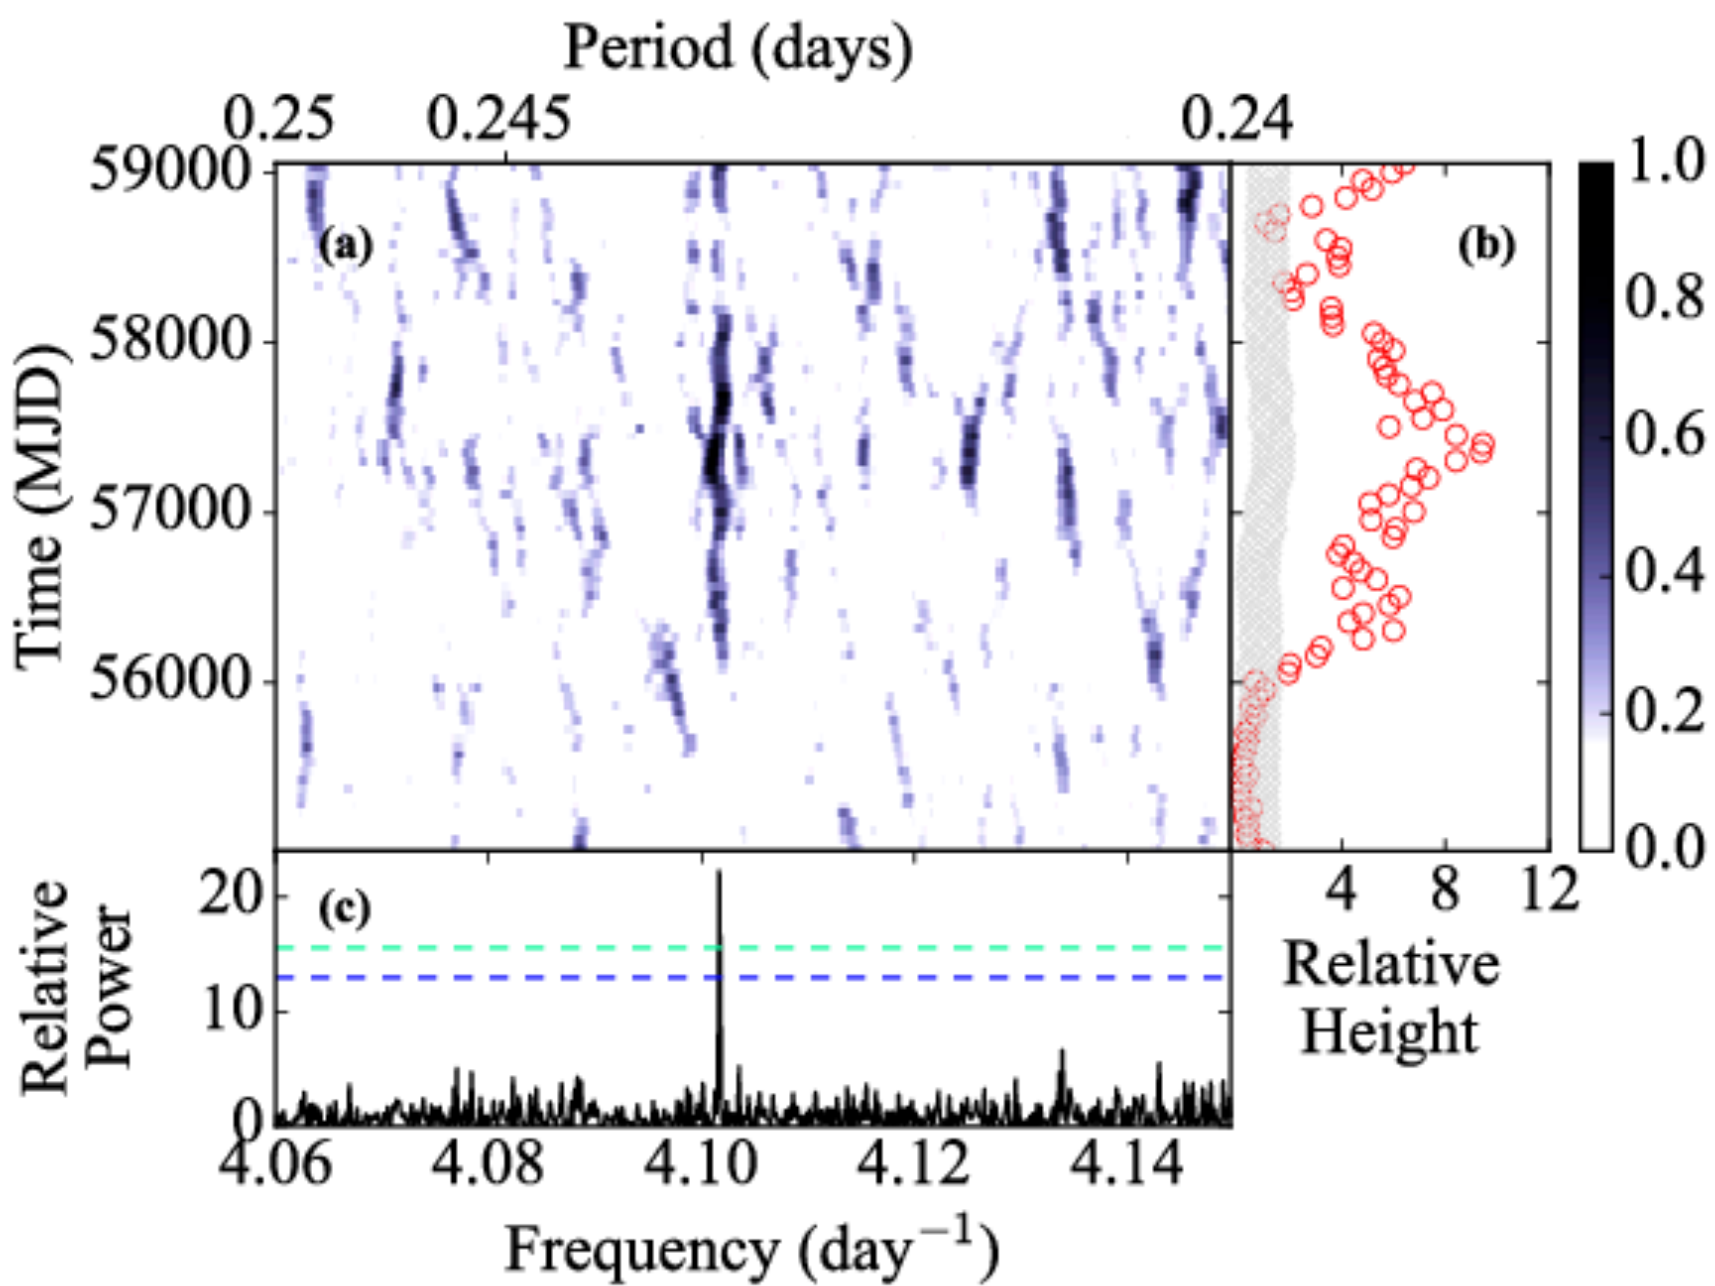 Period (days)
0.25 0.245 0.24
59000
58000
57000
56000
Time (MJD)
(a)
(b)
1.0
0.8
0.6
0.4
0.2
0.0
4 8 12
Relative
Height
20
10
0
Relative
Power
(c)
4.06 4.08 4.10 4.12 4.14
Frequency (day⁻¹)